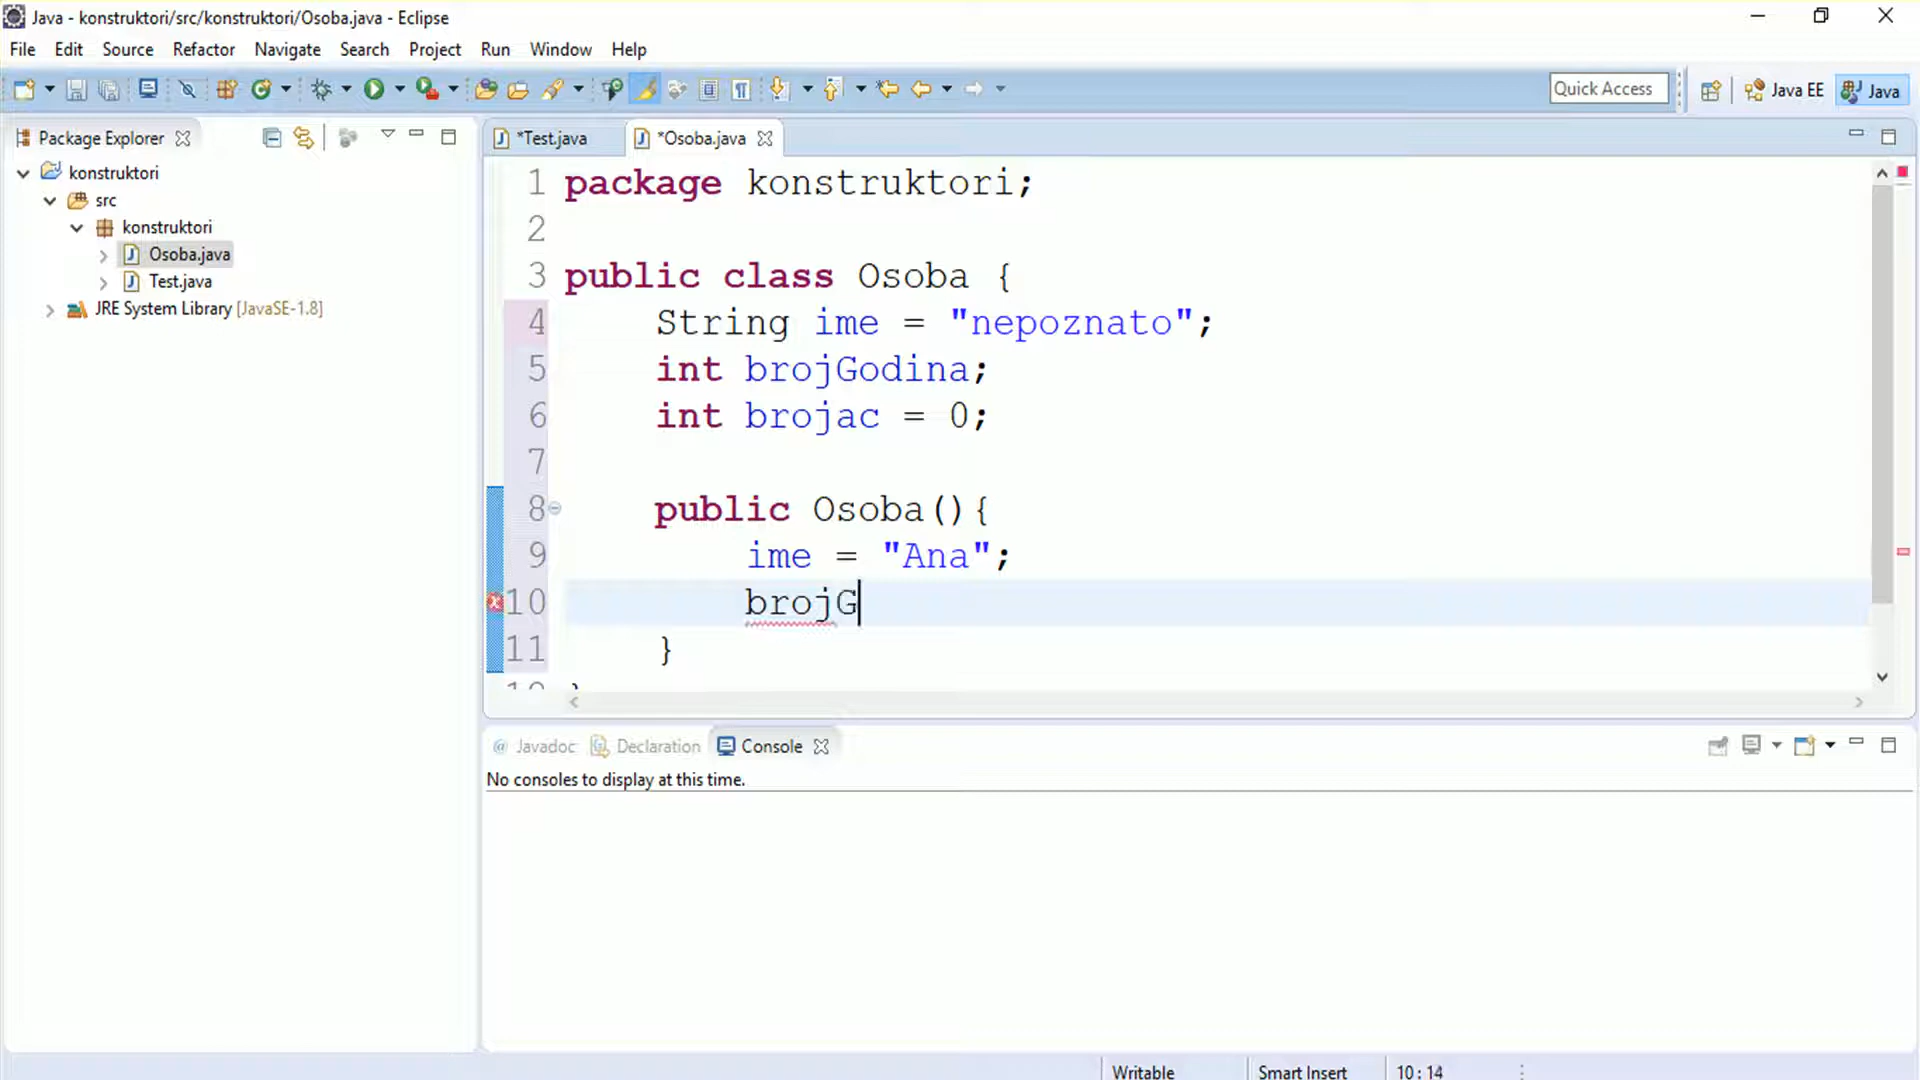 Java - konstruktori/src/konstruktori/Osoba.java - Eclipse
File Edit Source Refactor Navigate Search Project Run Window Help
Quick Access Java EE Java
Package Explorer
konstruktori
src
konstruktori
Osoba.java
Test.java
JRE System Library [JavaSE-1.8]
*Test.java *Osoba.java
1 package konstruktori;
2
3 public class Osoba {
4 String ime = "nepoznato";
5 int brojGodina;
6 int brojac = 0;
7
8 public Osoba(){
9 ime = "Ana";
10 brojG
11 }
@ Javadoc Declaration Console
No consoles to display at this time.
Writable Smart Insert 10 : 14